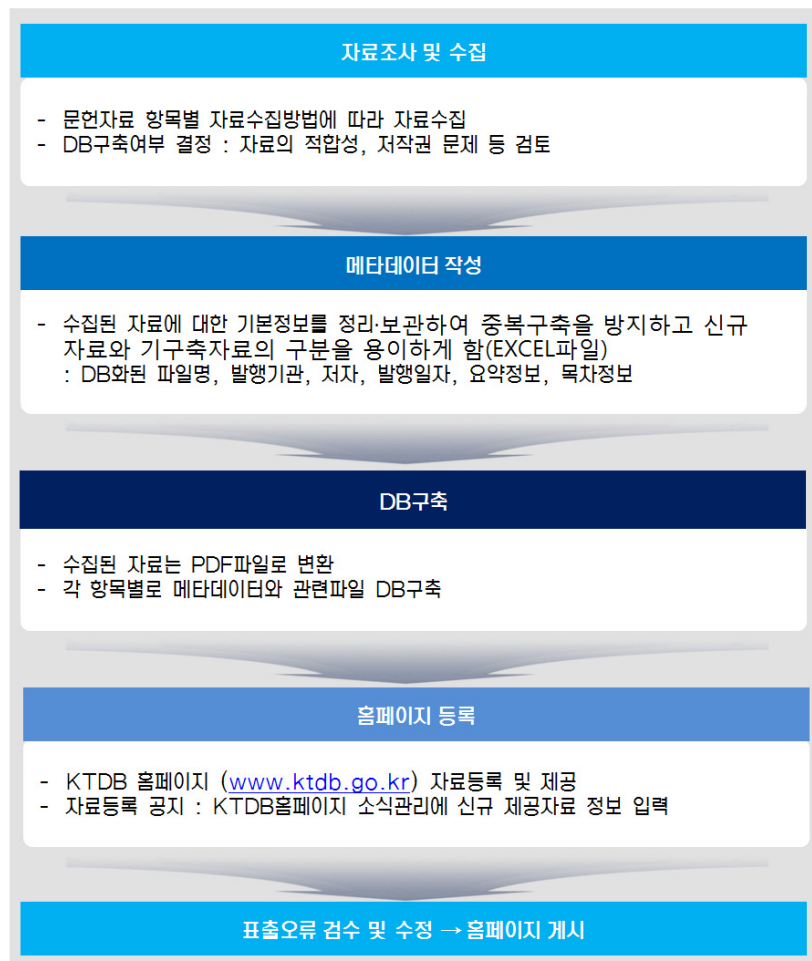 자료조사 및 수집
- 문헌자료 항목별 자료수집방법에 따라 자료수집
- DB구축여부 결정 : 자료의 적합성, 저작권 문제 등 검토
메타데이터 작성
- 수집된 자료에 대한 기본정보를 정리·보관하여 중복구축을 방지하고 신규
자료와 기구축자료의 구분을 용이하게 함(EXCEL파일)
: DB화된 파일명, 발행기관, 저자, 발행일자, 요약정보, 목차정보
DB구축
- 수집된 자료는 PDF파일로 변환
- 각 항목별로 메타데이터와 관련파일 DB구축
홈페이지 등록
- KTDB 홈페이지 (www.ktdb.go.kr) 자료등록 및 제공
- 자료등록 공지 : KTDB홈페이지 소식관리에 신규 제공자료 정보 입력
표출오류 검수 및 수정 → 홈페이지 게시